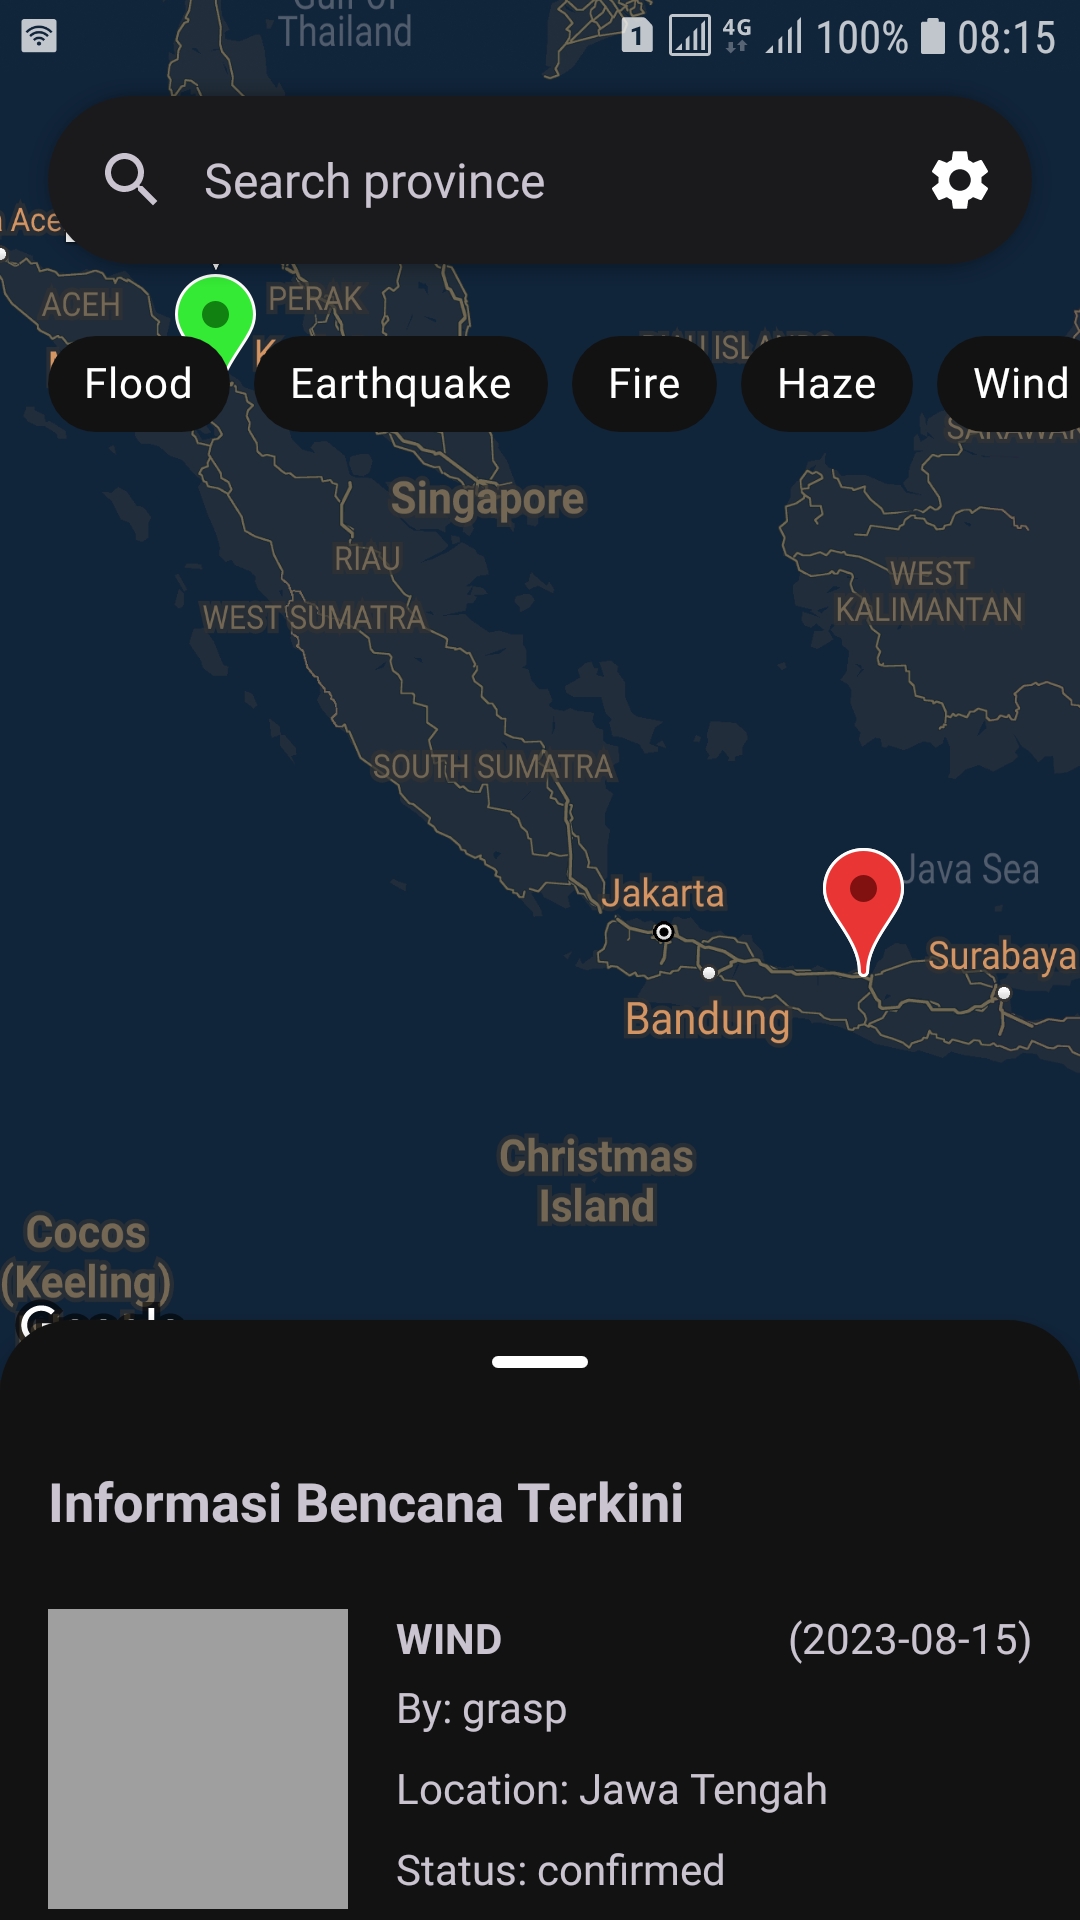 Thailand
1
4G
100%
08:15
Search province
ACEH
PERAK
Flood
Earthquake
Fire
Haze
Wind
Singapore
RIAU
WEST
KALIMANTAN
WEST SUMATRA
SOUTH SUMATRA
Java Sea
Jakarta
Surabaya
Bandung
Christmas
Island
Cocos
(Keeling)
Informasi Bencana Terkini
WIND
(2023-08-15)
By: grasp
Location: Jawa Tengah
Status: confirmed